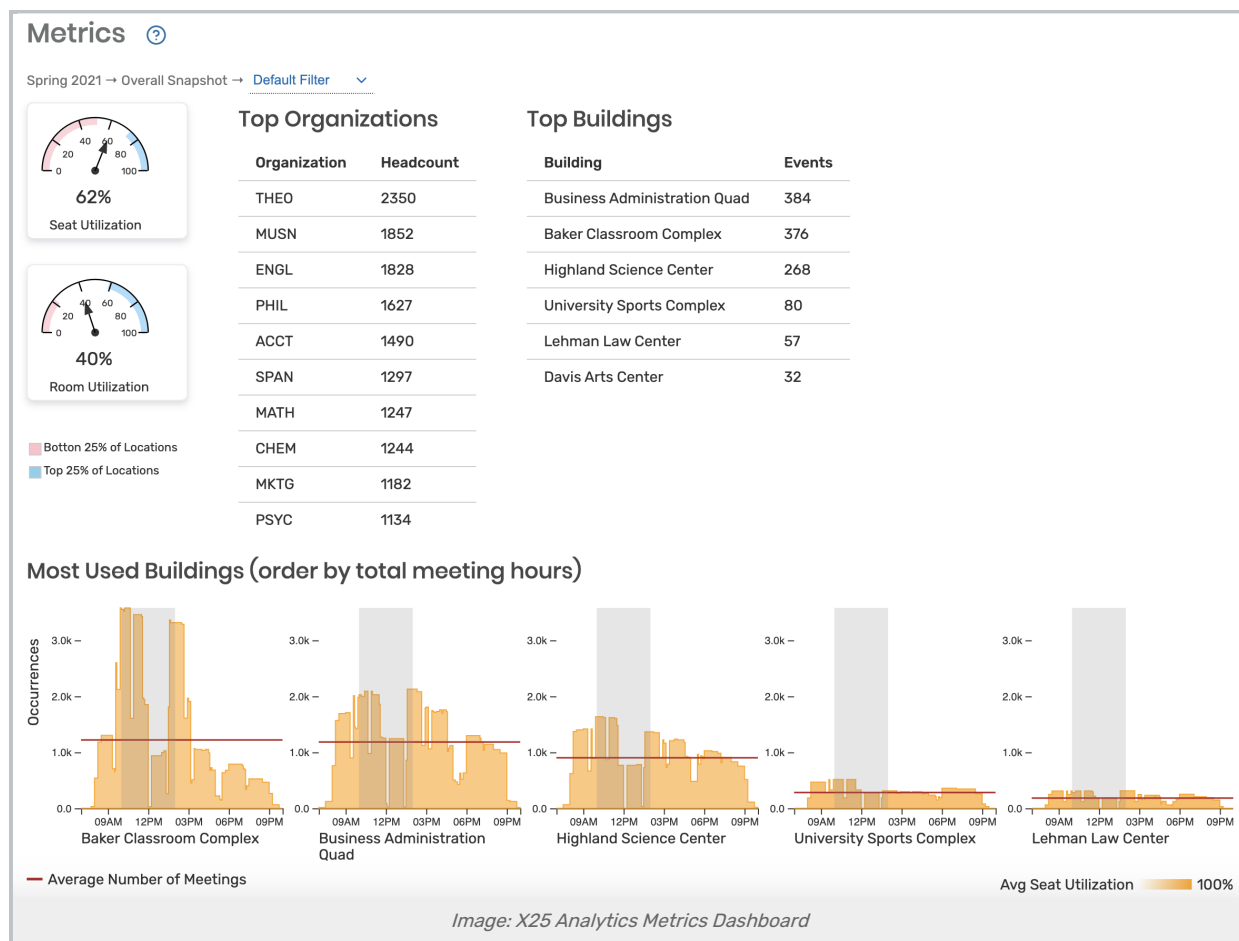 Metrics ?
Spring 2021 → Overall Snapshot → Default Filter
0 20 40 60 80 100
62%
Seat Utilization
0 20 40 60 80 100
40%
Room Utilization
Botton 25% of Locations
Top 25% of Locations
Top Organizations
Organization Headcount
THEO 2350
MUSN 1852
ENGL 1828
PHIL 1627
ACCT 1490
SPAN 1297
MATH 1247
CHEM 1244
MKTG 1182
PSYC 1134
Top Buildings
Building Events
Business Administration Quad 384
Baker Classroom Complex 376
Highland Science Center 268
University Sports Complex 80
Lehman Law Center 57
Davis Arts Center 32
Most Used Buildings (order by total meeting hours)
Occurrences
3.0k
2.0k
1.0k
0.0
09AM 12PM 03PM 06PM 09PM
Baker Classroom Complex
3.0k
2.0k
1.0k
0.0
09AM 12PM 03PM 06PM 09PM
Business Administration
Quad
3.0k
2.0k
1.0k
0.0
09AM 12PM 03PM 06PM 09PM
Highland Science Center
3.0k
2.0k
1.0k
0.0
09AM 12PM 03PM 06PM 09PM
University Sports Complex
3.0k
2.0k
1.0k
0.0
09AM 12PM 03PM 06PM 09PM
Lehman Law Center
Average Number of Meetings
Avg Seat Utilization 100%
Image: X25 Analytics Metrics Dashboard